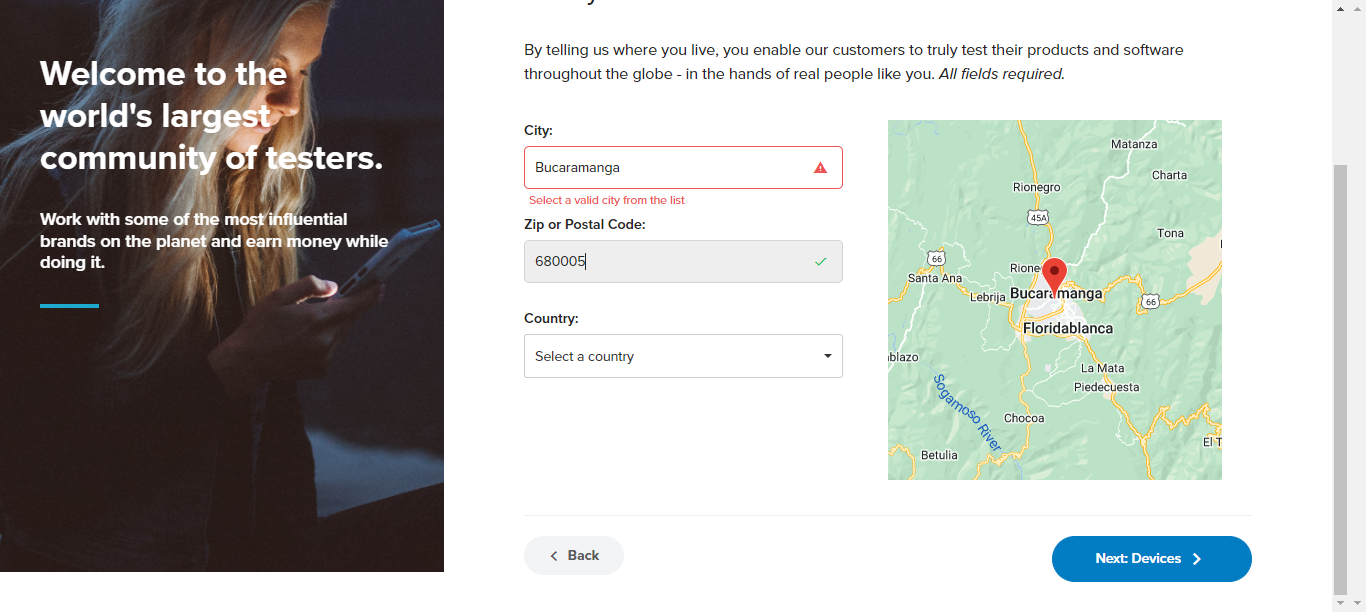 Welcome to the
world's largest
community of testers.
Work with some of the most influential
brands on the planet and earn money while
doing it.
By telling us where you live, you enable our customers to truly test their products and software
throughout the globe - in the hands of real people like you. All fields required.
City:
Bucaramanga
Select a valid city from the list
Zip or Postal Code:
680005
Country:
Select a country
Matanza
Charta
Rionegro
45A
Tona
66
Santa Ana
Rione
Lebrija
Bucaramanga
66
Floridablanca
ablazo
La Mata
Piedecuesta
Sogamoso River
Chocoa
El T
Betulia
Back
Next: Devices